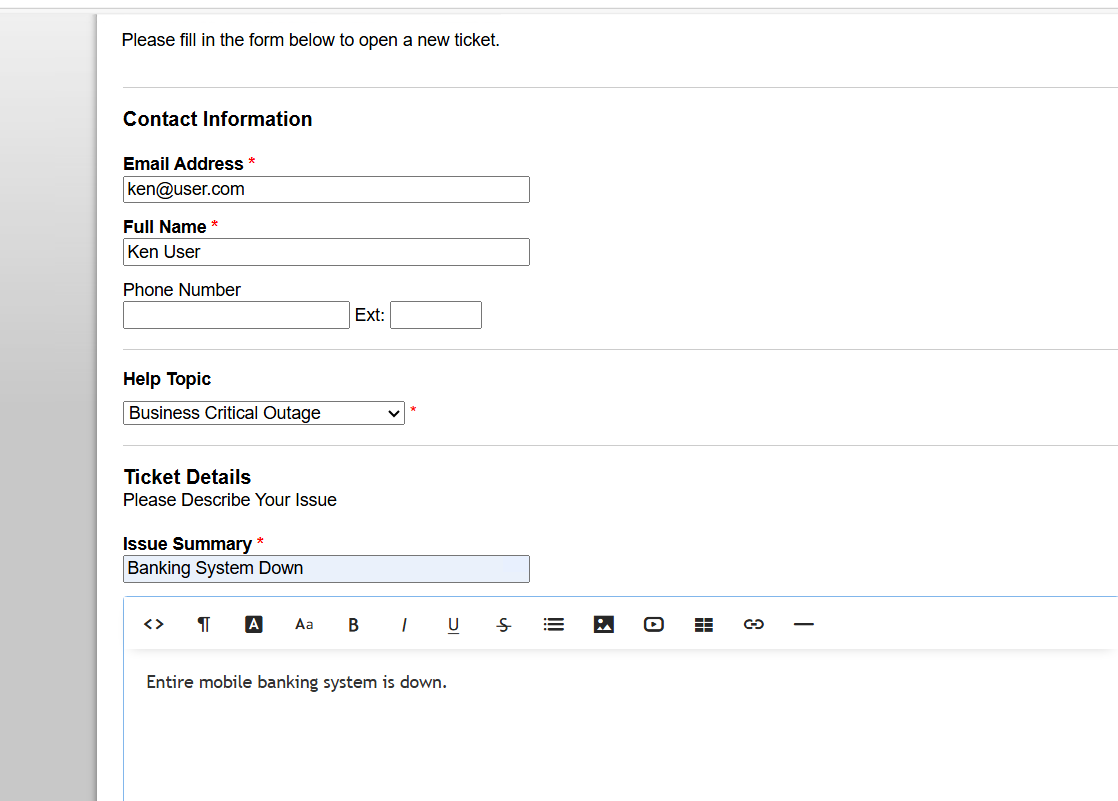 Please fill in the form below to open a new ticket.
Contact Information
Email Address *
ken@user.com
Full Name *
Ken User
Phone Number
Ext:
Help Topic
Business Critical Outage *
Ticket Details
Please Describe Your Issue
Issue Summary *
Banking System Down
<> ¶ A Aa B I U S
Entire mobile banking system is down.